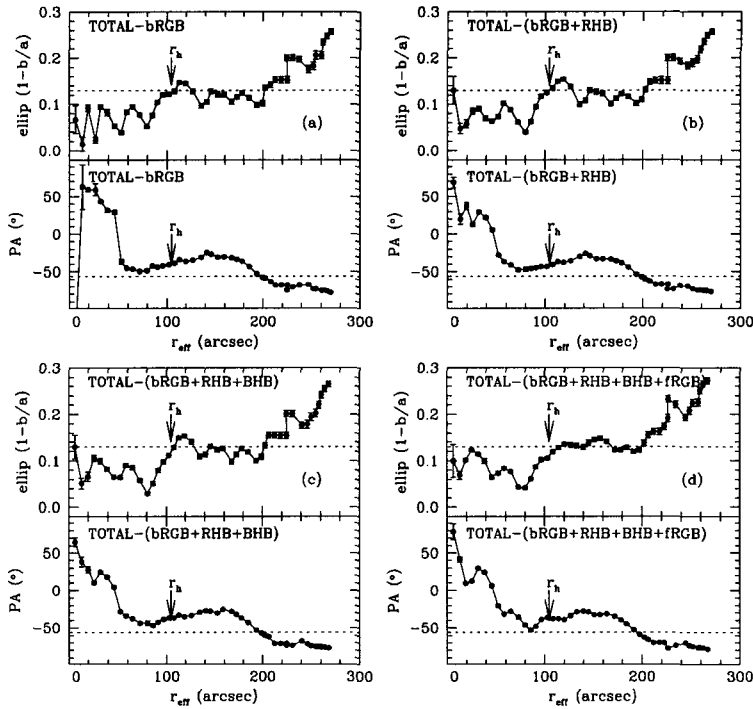 0.3
0.2
0.1
0.0
ellip (1-b/a)
TOTAL-bRGB
r_h
(a)
50
0
-50
PA (°)
TOTAL-bRGB
r_h
0
100
200
300
r_eff (arcsec)
0.3
0.2
0.1
0.0
ellip (1-b/a)
TOTAL-(bRGB+RHB)
r_h
(b)
50
0
-50
PA (°)
TOTAL-(bRGB+RHB)
r_h
0
100
200
300
r_eff (arcsec)
0.3
0.2
0.1
0.0
ellip (1-b/a)
TOTAL-(bRGB+RHB+BHB)
r_h
(c)
50
0
-50
PA (°)
TOTAL-(bRGB+RHB+BHB)
r_h
0
100
200
300
r_eff (arcsec)
0.3
0.2
0.1
0.0
ellip (1-b/a)
TOTAL-(bRGB+RHB+BHB+fRGB)
r_h
(d)
50
0
-50
PA (°)
TOTAL-(bRGB+RHB+BHB+fRGB)
r_h
0
100
200
300
r_eff (arcsec)